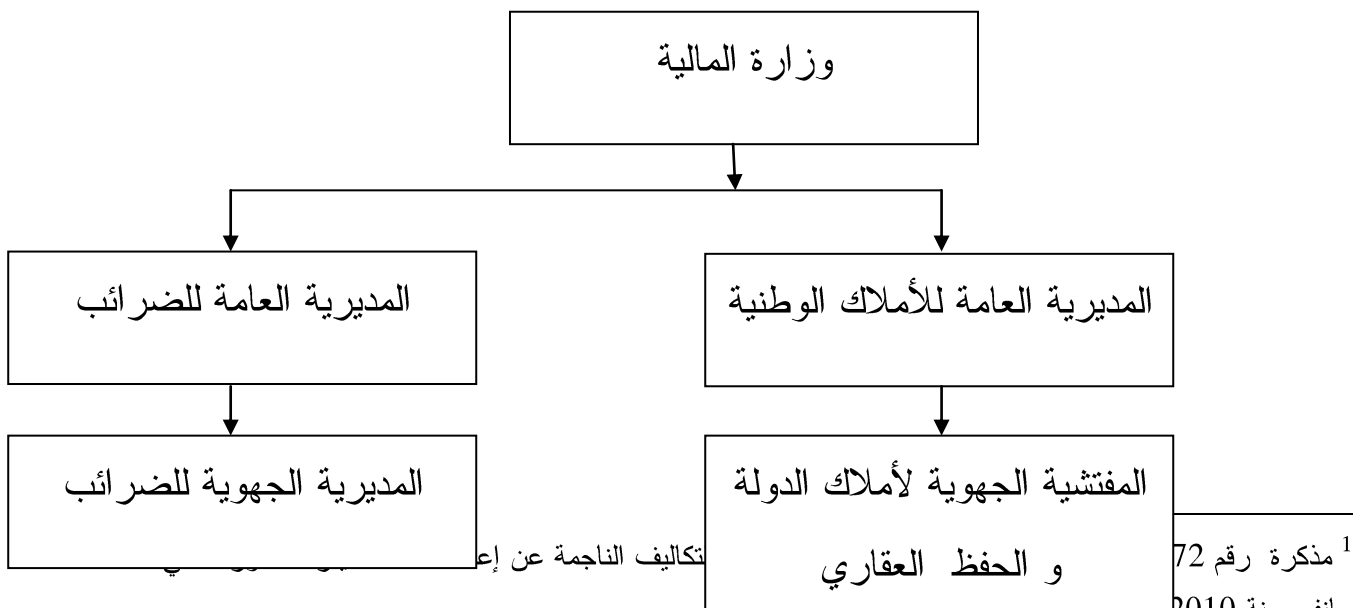 وزارة المالية
المديرية العامة للأملاك الوطنية
المديرية العامة للضرائب
المفتشية الجهوية لأملاك الدولة
و الحفظ العقاري
المديرية الجهوية للضرائب
1 مذكرة رقم 72
تكاليف الناجمة عن
2010